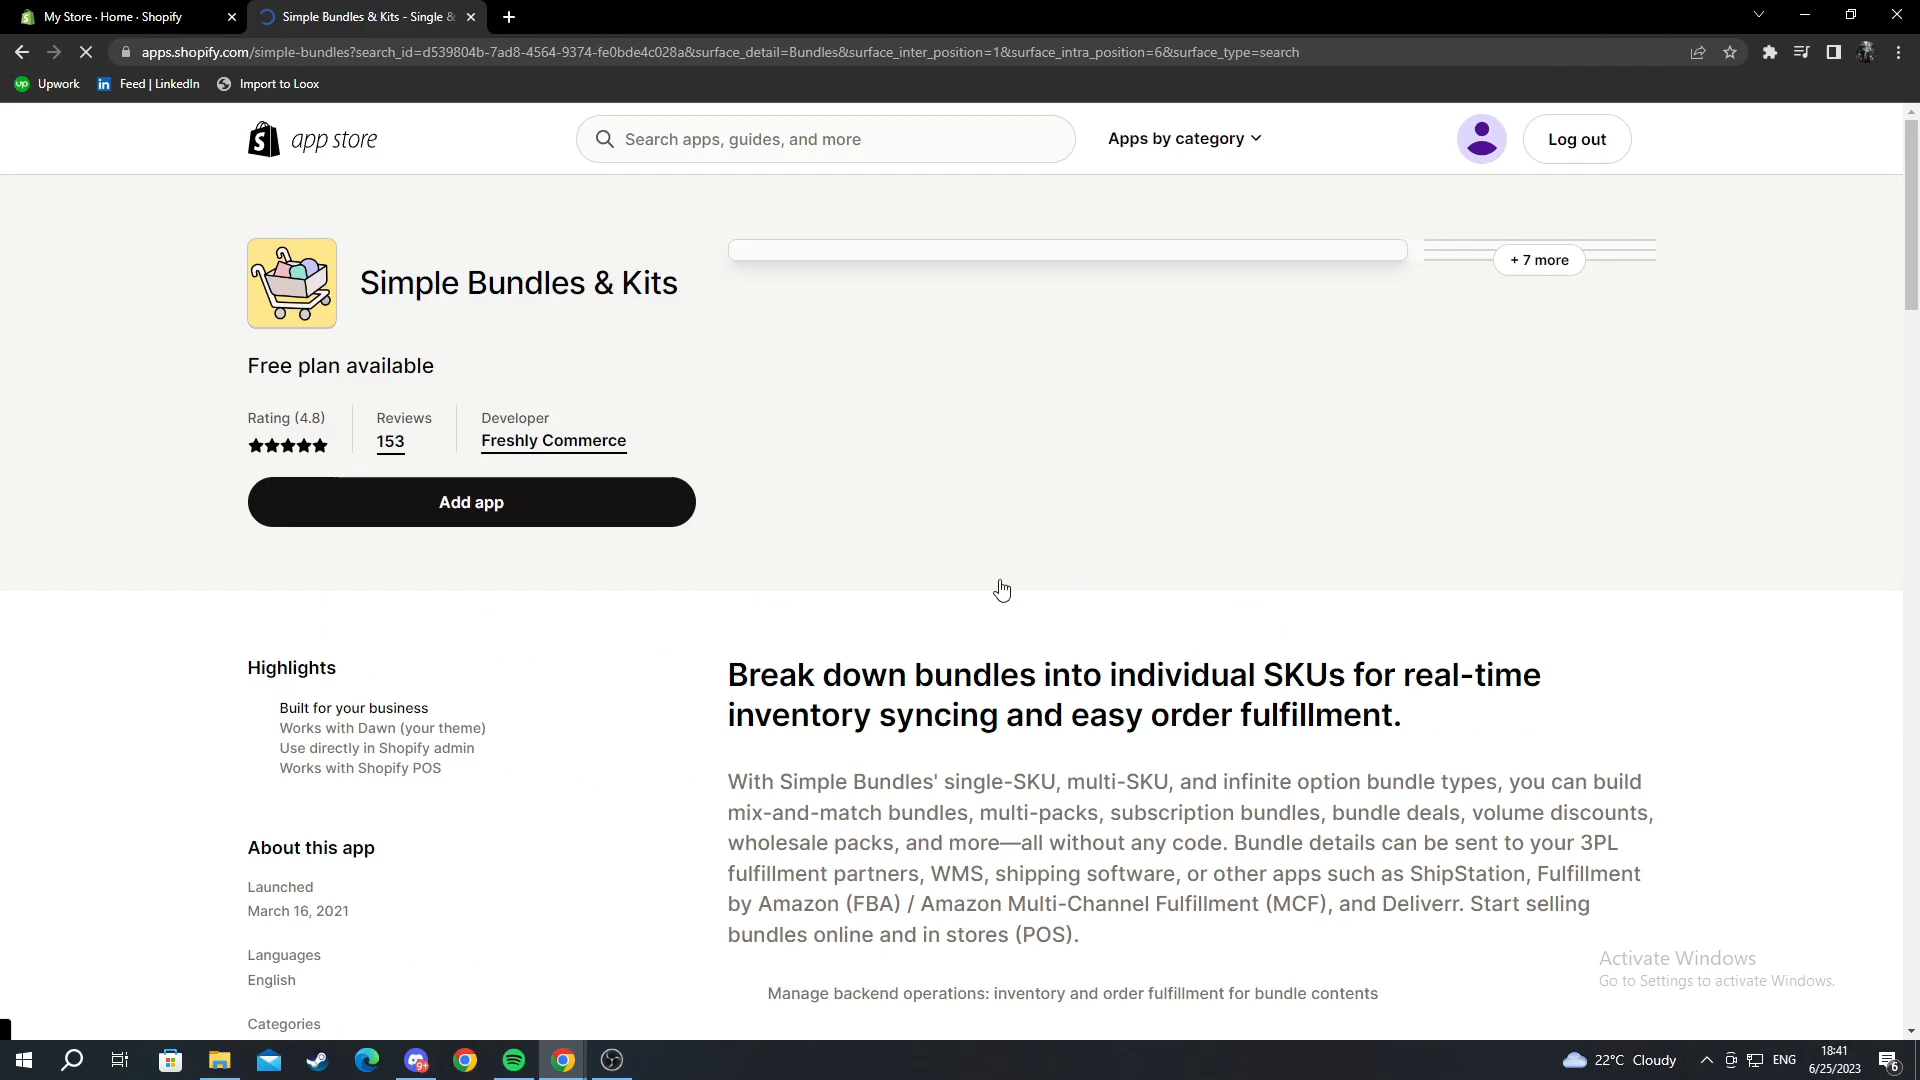 My Store · Home · Shopify
Simple Bundles & Kits - Single &
apps.shopify.com/simple-bundles?search_id=d539804b-7ad8-4564-9374-fe0bde4c028a&surface_detail=Bundles&surface_inter_position=1&surface_intra_position=6&surface_type=search
up Upwork
in Feed | LinkedIn
Import to Loox
app store
Search apps, guides, and more
Apps by category
Log out
Simple Bundles & Kits
+ 7 more
Free plan available
Rating (4.8)
Reviews
153
Developer
Freshly Commerce
Add app
Highlights
Built for your business
Works with Dawn (your theme)
Use directly in Shopify admin
Works with Shopify POS
About this app
Launched
March 16, 2021
Languages
English
Categories
Break down bundles into individual SKUs for real-time
inventory syncing and easy order fulfillment.
With Simple Bundles' single-SKU, multi-SKU, and infinite option bundle types, you can build
mix-and-match bundles, multi-packs, subscription bundles, bundle deals, volume discounts,
wholesale packs, and more—all without any code. Bundle details can be sent to your 3PL
fulfillment partners, WMS, shipping software, or other apps such as ShipStation, Fulfillment
by Amazon (FBA) / Amazon Multi-Channel Fulfillment (MCF), and Deliverr. Start selling
bundles online and in stores (POS).
Manage backend operations: inventory and order fulfillment for bundle contents
Activate Windows
Go to Settings to activate Windows.
9+
22°C Cloudy
ENG
18:41
6/25/2023
6